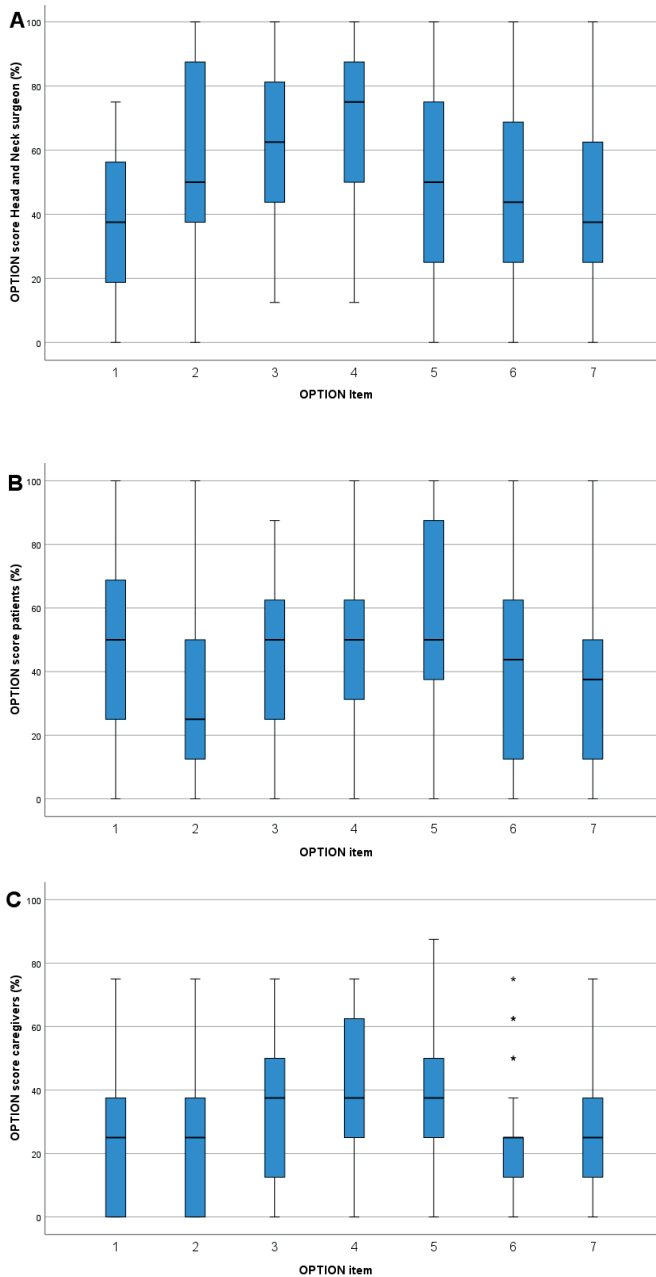 A
OPTION score Head and Neck surgeon (%)
100
80
60
40
20
0
1 2 3 4 5 6 7
OPTION Item
B
OPTION score patients (%)
100
80
60
40
20
0
1 2 3 4 5 6 7
OPTION item
C
OPTION score caregivers (%)
100
80
60
40
20
0
* 
*
*
1 2 3 4 5 6 7
OPTION item